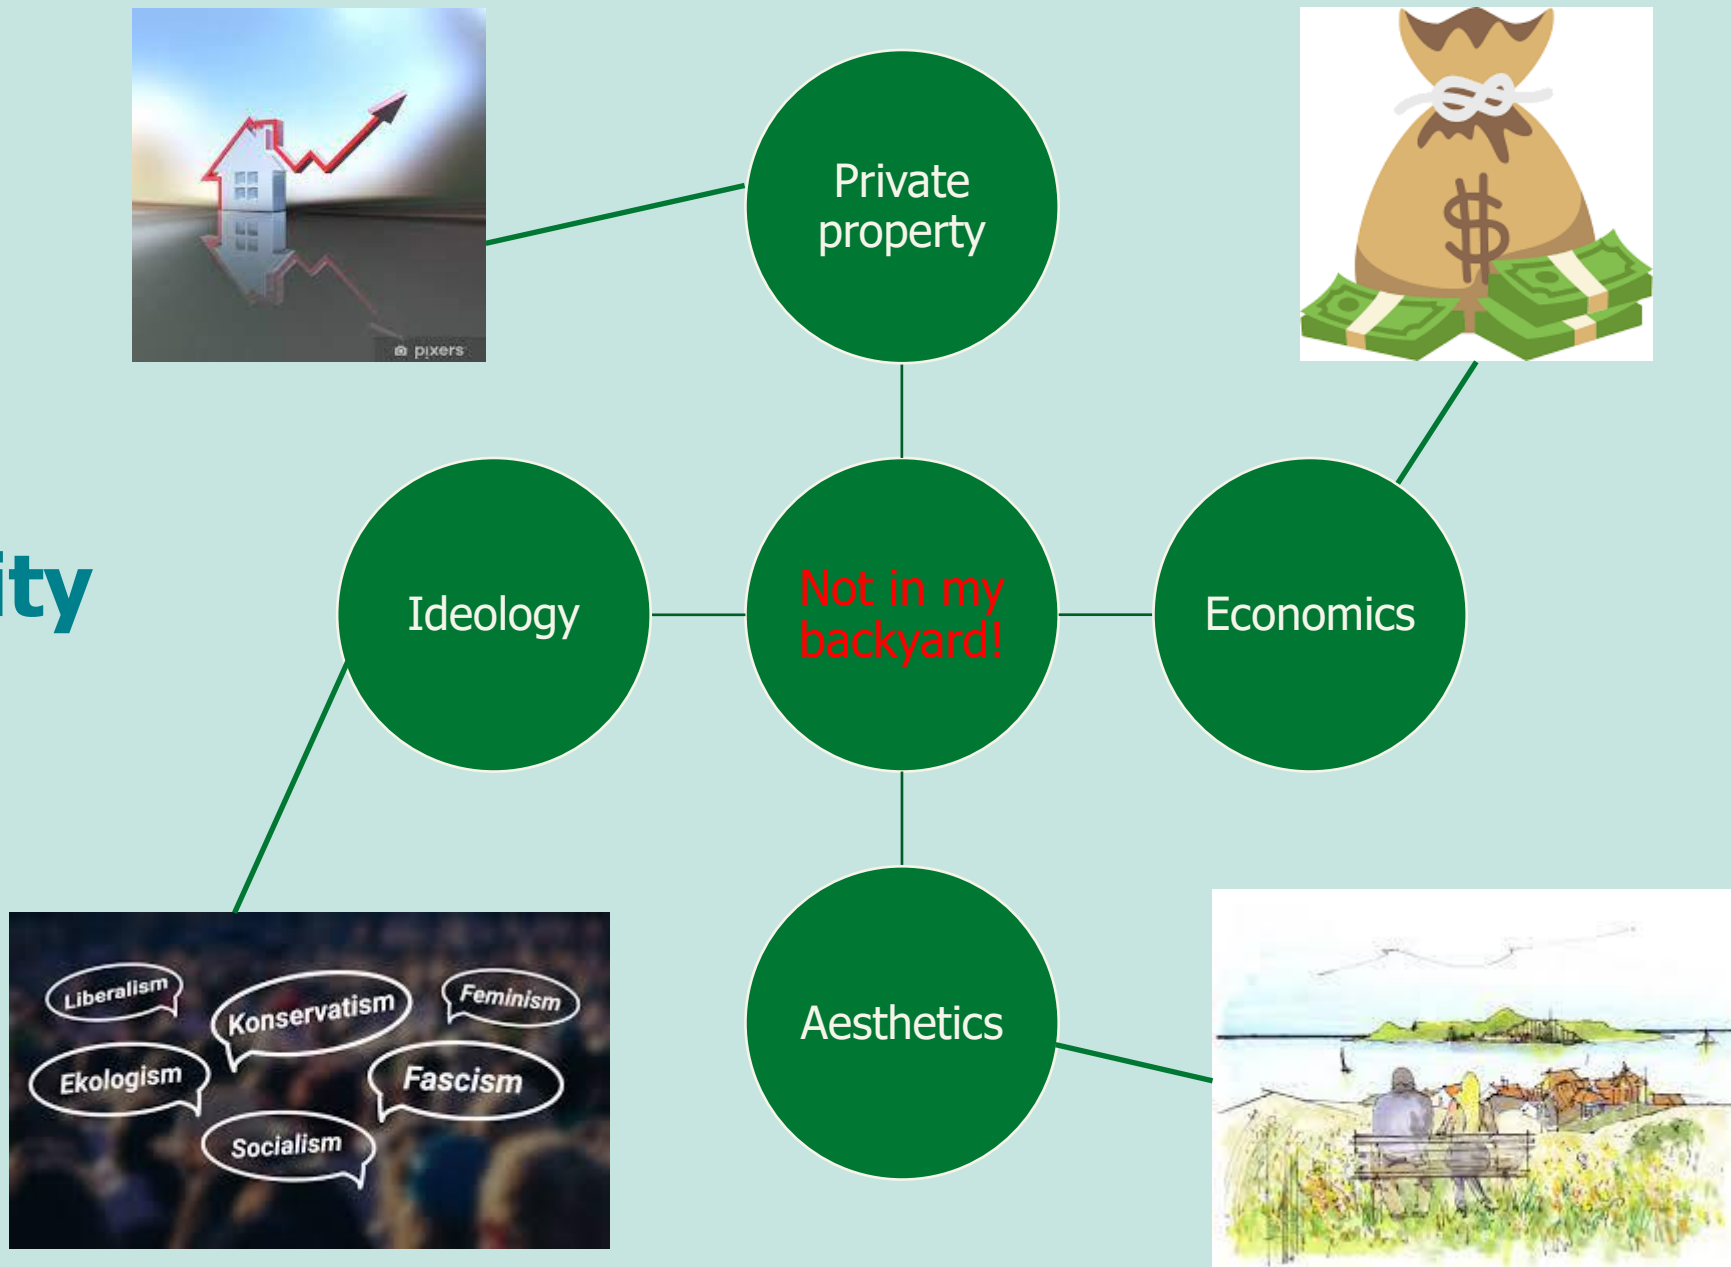 pixers
Private
property
ity
Ideology
Not in my
backyard!
Economics
Aesthetics
Liberalism
Konservatism
Feminism
Ekologism
Fascism
Socialism